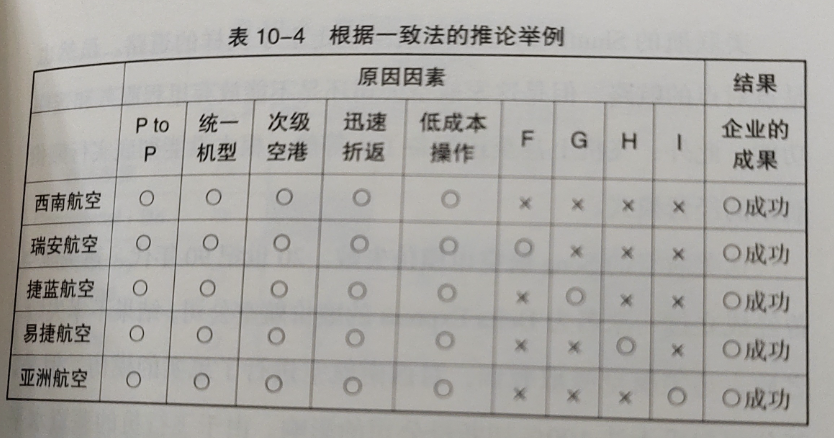 表 10-4 根据一致法的推论举例
原因因素 结果
P to P 统一机型 次级空港 迅速折返 低成本操作 F G H I 企业的成果
西南航空 ○ ○ ○ ○ ○ × × × × ○成功
瑞安航空 ○ ○ ○ ○ ○ ○ × × × ○成功
捷蓝航空 ○ ○ ○ ○ ○ × ○ × × ○成功
易捷航空 ○ ○ ○ ○ ○ × × ○ × ○成功
亚洲航空 ○ ○ ○ ○ ○ × × × ○ ○成功